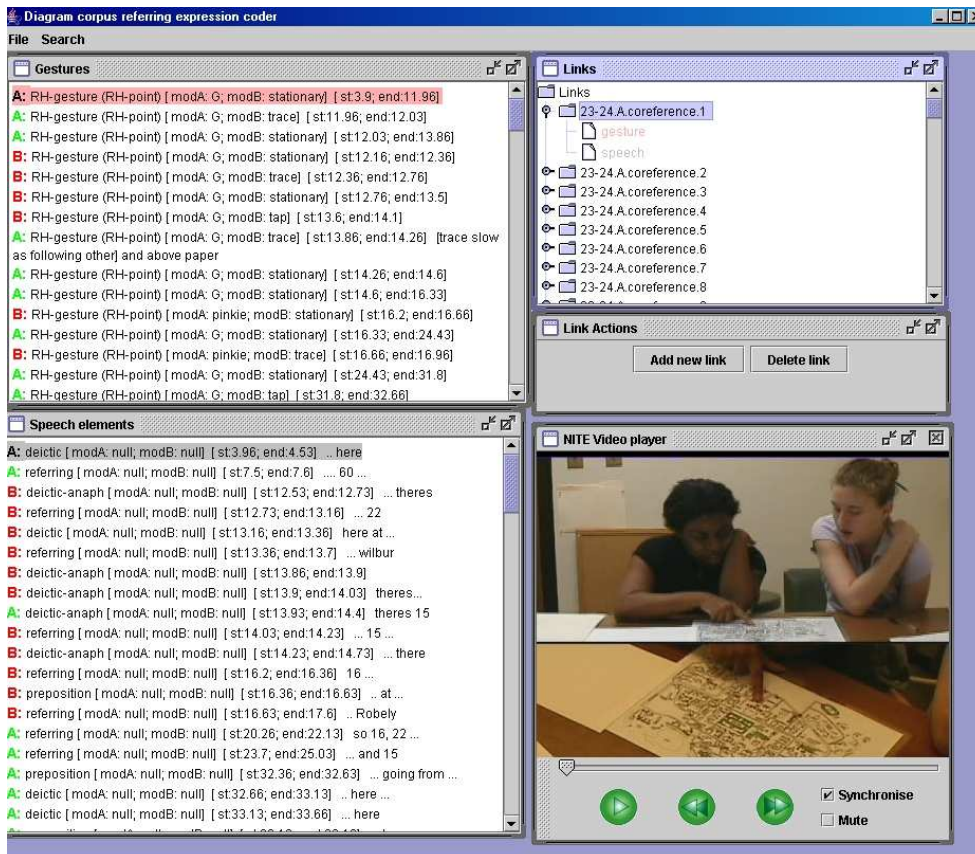 Diagram corpus referring expression coder
File Search
Gestures
A: RH-gesture (RH-point) [ modA: G; modB: stationary] [ st:3.9; end:11.96]
A: RH-gesture (RH-point) [ modA: G; modB: trace] [ st:11.96; end:12.03]
A: RH-gesture (RH-point) [ modA: G; modB: stationary] [ st:12.03; end:13.86]
B: RH-gesture (RH-point) [ modA: G; modB: stationary] [ st:12.16; end:12.36]
B: RH-gesture (RH-point) [ modA: G; modB: trace] [ st:12.36; end:12.76]
B: RH-gesture (RH-point) [ modA: G; modB: stationary] [ st:12.76; end:13.5]
B: RH-gesture (RH-point) [ modA: G; modB: tap] [ st:13.6; end:14.1]
A: RH-gesture (RH-point) [ modA: G; modB: trace] [ st:13.86; end:14.26] [trace slow
as following other] and above paper
A: RH-gesture (RH-point) [ modA: G; modB: stationary] [ st:14.26; end:14.6]
A: RH-gesture (RH-point) [ modA: G; modB: stationary] [ st:14.6; end:16.33]
B: RH-gesture (RH-point) [ modA: pinkie; modB: stationary] [ st:16.2; end:16.66]
A: RH-gesture (RH-point) [ modA: G; modB: stationary] [ st:16.33; end:24.43]
B: RH-gesture (RH-point) [ modA: pinkie; modB: trace] [ st:16.66; end:16.96]
A: RH-gesture (RH-point) [ modA: G; modB: stationary] [ st:24.43; end:31.8]
A: RH-gesture (RH-point) [ modA: G; modB: tap] [ st:31.8; end:32.66]
Speech elements
A: deictic [ modA: null; modB: null] [ st:3.96; end:4.53] .. here
A: referring [ modA: null; modB: null] [ st:7.5; end:7.6] .... 60 ...
B: deictic-anaph [ modA: null; modB: null] [ st:12.53; end:12.73] ... theres
B: referring [ modA: null; modB: null] [ st:12.73; end:13.16] ... 22
B: deictic [ modA: null; modB: null] [ st:13.16; end:13.36] here at ...
B: referring [ modA: null; modB: null] [ st:13.36; end:13.7] ... wilbur
B: deictic-anaph [ modA: null; modB: null] [ st:13.86; end:13.9]
B: deictic-anaph [ modA: null; modB: null] [ st:13.9; end:14.03] theres...
A: deictic-anaph [ modA: null; modB: null] [ st:13.93; end:14.4] theres 15
B: referring [ modA: null; modB: null] [ st:14.03; end:14.23] ... 15 ...
B: deictic-anaph [ modA: null; modB: null] [ st:14.23; end:14.73] ... there
B: referring [ modA: null; modB: null] [ st:16.2; end:16.36] 16 ...
B: preposition [ modA: null; modB: null] [ st:16.36; end:16.63] .. at ...
B: referring [ modA: null; modB: null] [ st:16.63; end:17.6] .. Robely
A: referring [ modA: null; modB: null] [ st:20.26; end:22.13] so 16, 22 ...
A: referring [ modA: null; modB: null] [ st:23.7; end:25.03] ... and 15
A: preposition [ modA: null; modB: null] [ st:32.36; end:32.63] ... going from ...
A: deictic [ modA: null; modB: null] [ st:32.66; end:33.13] .. here ...
A: deictic [ modA: null; modB: null] [ st:33.13; end:33.66] ... here
Links
Links
23-24.A.coreference.1
gesture
speech
23-24.A.coreference.2
23-24.A.coreference.3
23-24.A.coreference.4
23-24.A.coreference.5
23-24.A.coreference.6
23-24.A.coreference.7
23-24.A.coreference.8
Link Actions
Add new link Delete link
NITE Video player
Synchronise
Mute